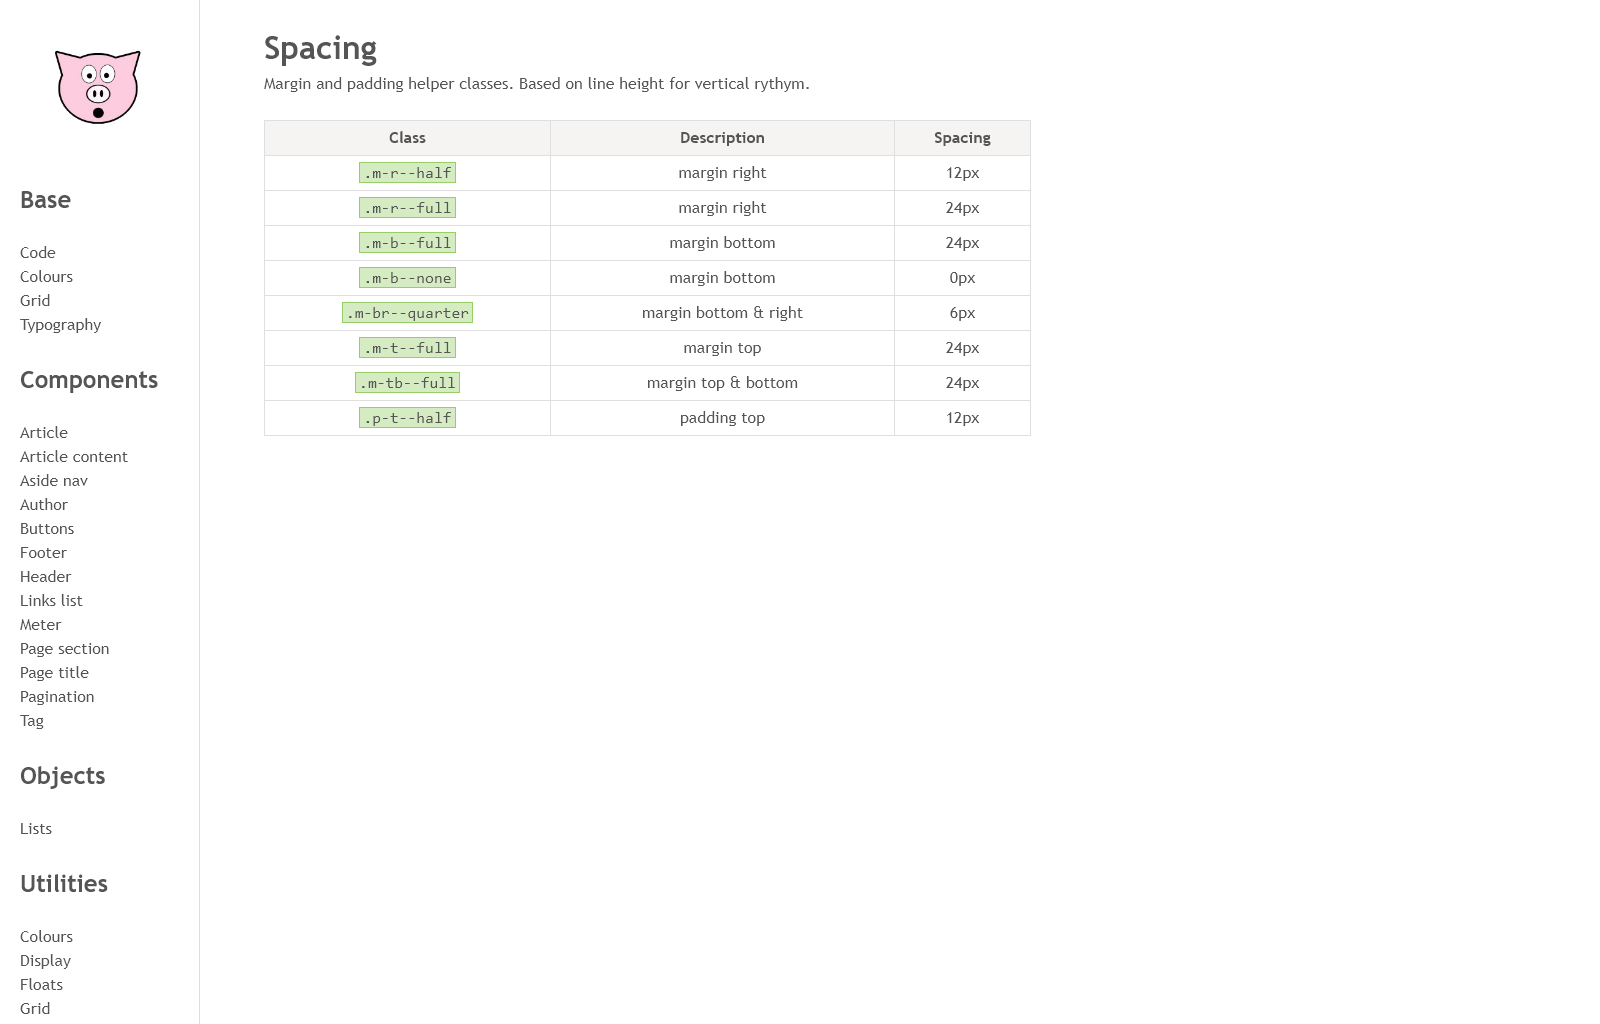 Base
Code
Colours
Grid
Typography
Components
Article
Article content
Aside nav
Author
Buttons
Footer
Header
Links list
Meter
Page section
Page title
Pagination
Tag
Objects
Lists
Utilities
Colours
Display
Floats
Grid
Spacing
Margin and padding helper classes. Based on line height for vertical rythym.
Class Description Spacing
.m-r--half margin right 12px
.m-r--full margin right 24px
.m-b--full margin bottom 24px
.m-b--none margin bottom 0px
.m-br--quarter margin bottom & right 6px
.m-t--full margin top 24px
.m-tb--full margin top & bottom 24px
.p-t--half padding top 12px